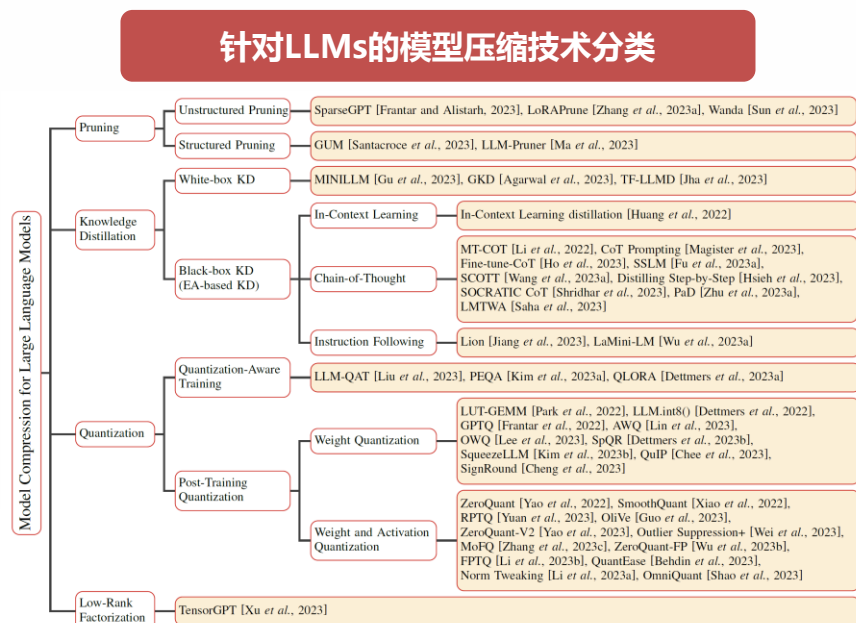 针对LLMs的模型压缩技术分类
Model Compression for Large Language Models
Pruning
Unstructured Pruning
SparseGPT [Frantar and Alistarh, 2023], LoRAPrune [Zhang et al., 2023a], Wanda [Sun et al., 2023]
Structured Pruning
GUM [Santacroce et al., 2023], LLM-Pruner [Ma et al., 2023]
Knowledge
Distillation
White-box KD
MINILLM [Gu et al., 2023], GKD [Agarwal et al., 2023], TF-LLMD [Jha et al., 2023]
Black-box KD
(EA-based KD)
In-Context Learning
In-Context Learning distillation [Huang et al., 2022]
Chain-of-Thought
MT-COT [Li et al., 2022], CoT Prompting [Magister et al., 2023],
Fine-tune-CoT [Ho et al., 2023], SSLM [Fu et al., 2023a],
SCOTT [Wang et al., 2023a], Distilling Step-by-Step [Hsieh et al., 2023],
SOCRATIC CoT [Shridhar et al., 2023], PaD [Zhu et al., 2023a],
LMTWA [Saha et al., 2023]
Instruction Following
Lion [Jiang et al., 2023], LaMini-LM [Wu et al., 2023a]
Quantization
Quantization-Aware
Training
LLM-QAT [Liu et al., 2023], PEQA [Kim et al., 2023a], QLORA [Dettmers et al., 2023a]
Post-Training
Quantization
Weight Quantization
LUT-GEMM [Park et al., 2022], LLM.int8() [Dettmers et al., 2022],
GPTQ [Frantar et al., 2022], AWQ [Lin et al., 2023],
OWQ [Lee et al., 2023], SpQR [Dettmers et al., 2023b],
SqueezeLLM [Kim et al., 2023b], QuIP [Chee et al., 2023],
SignRound [Cheng et al., 2023]
Weight and Activation
Quantization
ZeroQuant [Yao et al., 2022], SmoothQuant [Xiao et al., 2022],
RPTQ [Yuan et al., 2023], OliVe [Guo et al., 2023],
ZeroQuant-V2 [Yao et al., 2023], Outlier Suppression+ [Wei et al., 2023],
MoFQ [Zhang et al., 2023c], ZeroQuant-FP [Wu et al., 2023b],
FPTQ [Li et al., 2023b], QuantEase [Behdin et al., 2023],
Norm Tweaking [Li et al., 2023a], OmniQuant [Shao et al., 2023]
Low-Rank
Factorization
TensorGPT [Xu et al., 2023]